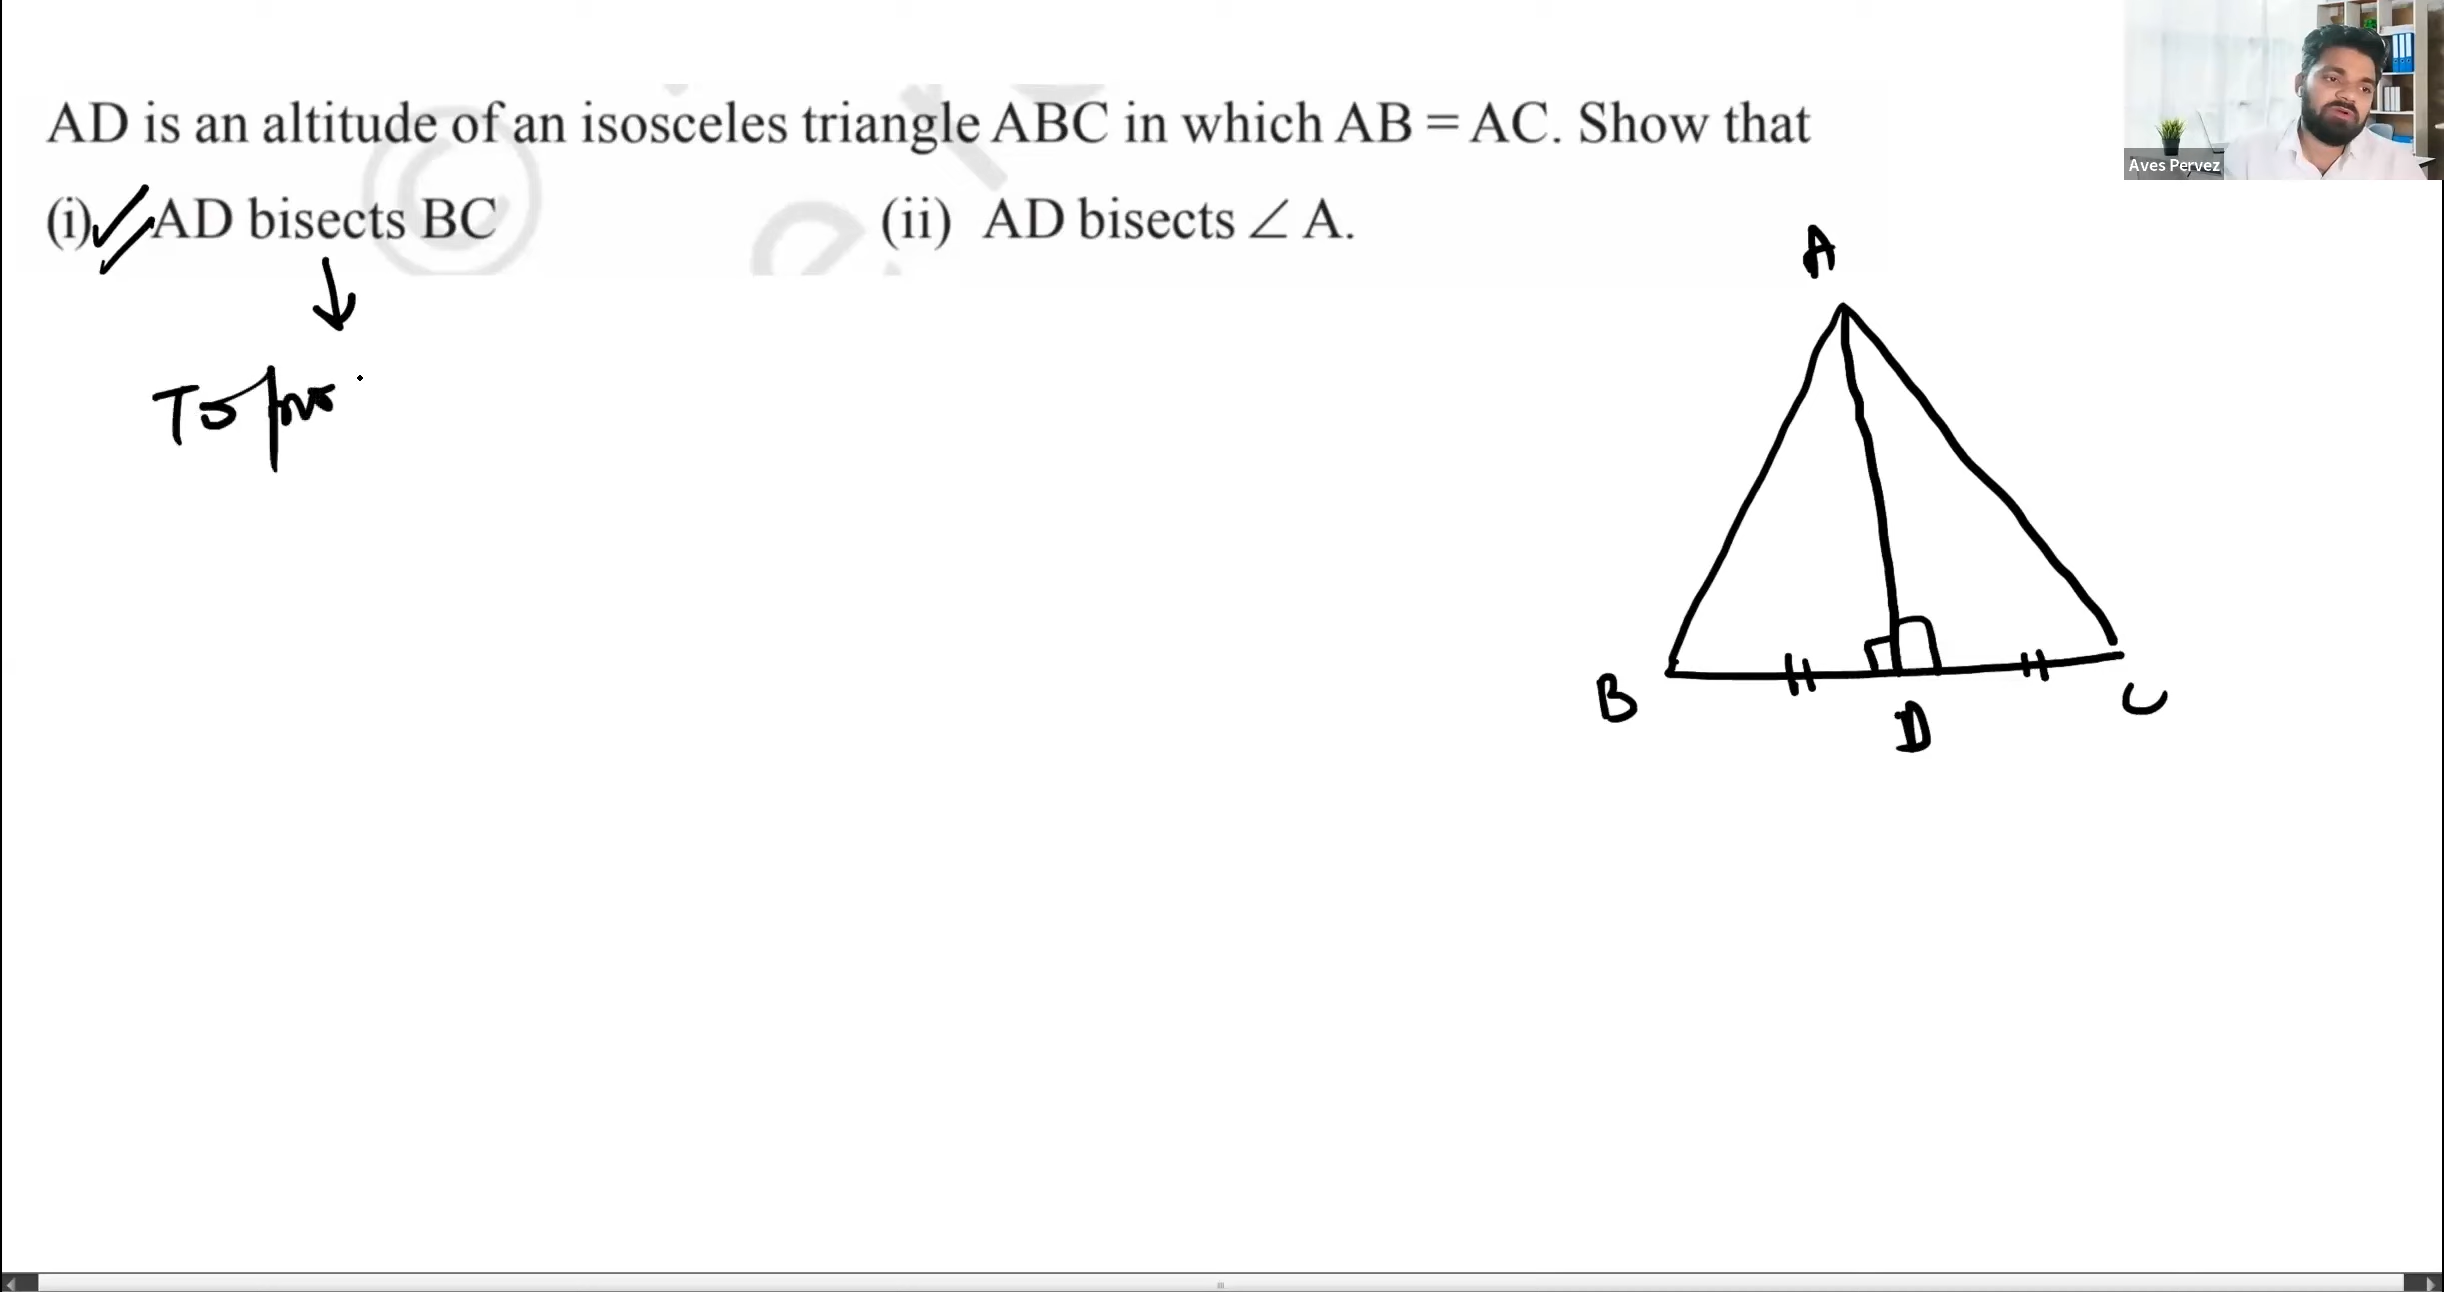 AD is an altitude of an isosceles triangle ABC in which AB = AC. Show that
(i) AD bisects BC (ii) AD bisects ∠ A.
To pro
A
B
D
C
Aves Pervez